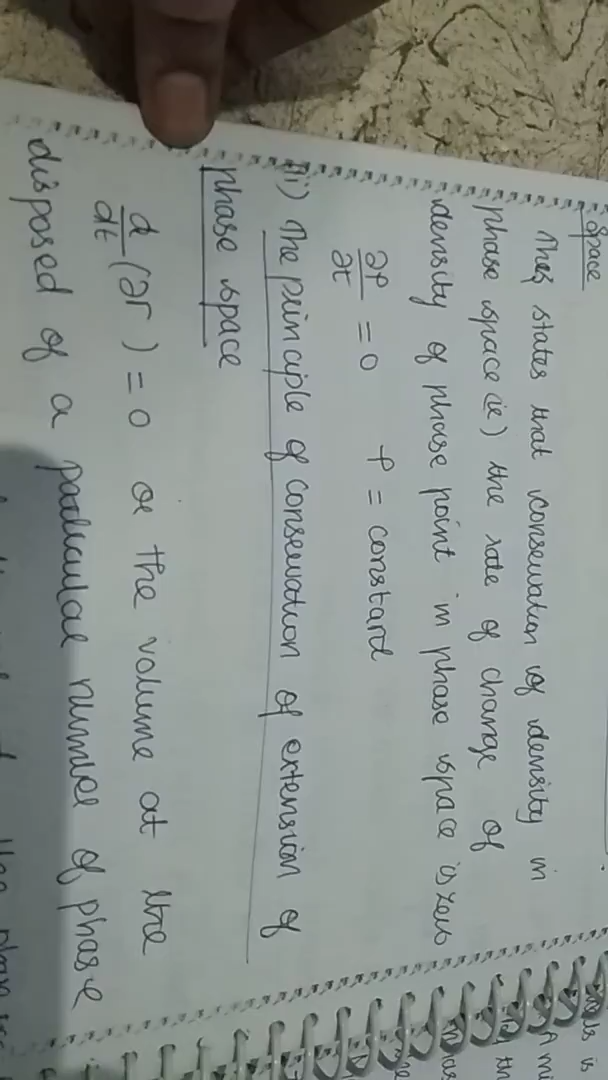 space
They states that conservation of density in
phase space (ie) the rate of change of
density of phase point in phase space is zero
∂ρ/∂t = 0 ρ = constant
(ii) The principle of conservation of extension of
phase space
d/dt (∂Γ) = 0 or the volume at the
disposed of a particular number of phase